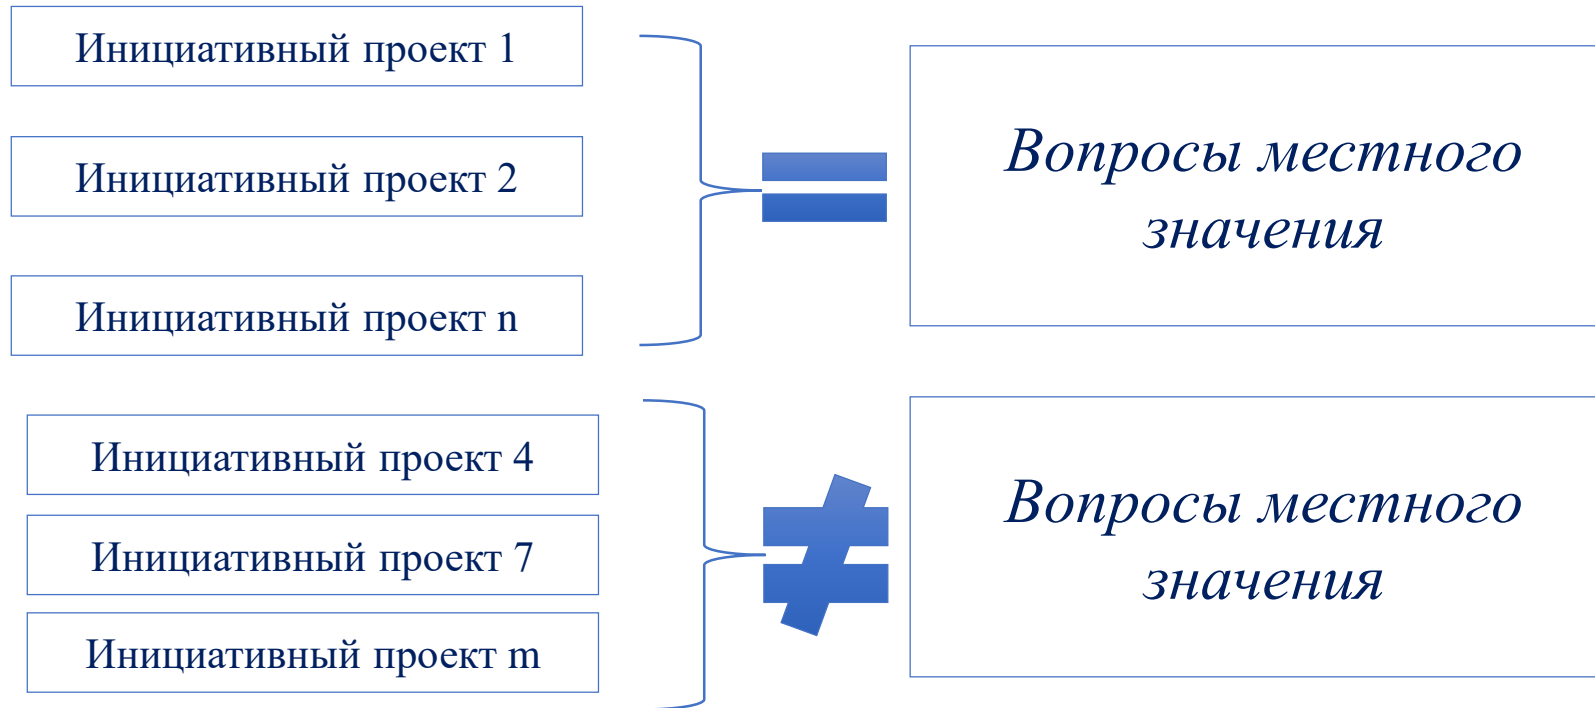 Инициативный проект 1
Инициативный проект 2
Инициативный проект n
Вопросы местного
значения
Инициативный проект 4
Инициативный проект 7
Инициативный проект m
Вопросы местного
значения